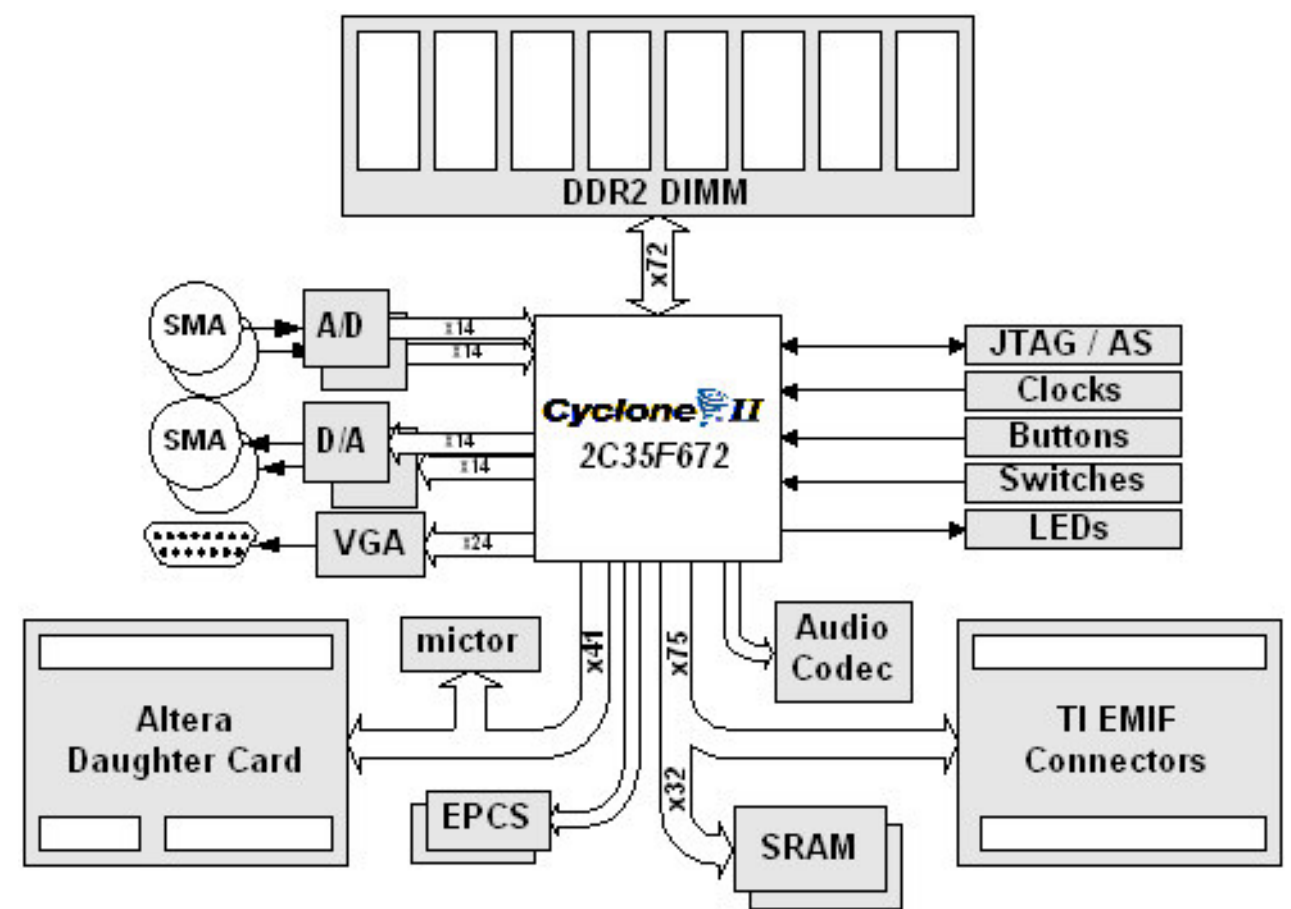 DDR2 DIMM
x72
SMA
A/D
x14
x14
JTAG / AS
Clocks
Buttons
Switches
LEDs
Cyclone II
2C35F672
SMA
D/A
x14
x14
VGA
x24
mictor
x41
x75
Audio
Codec
Altera
Daughter Card
TI EMIF
Connectors
EPCS
x32
SRAM